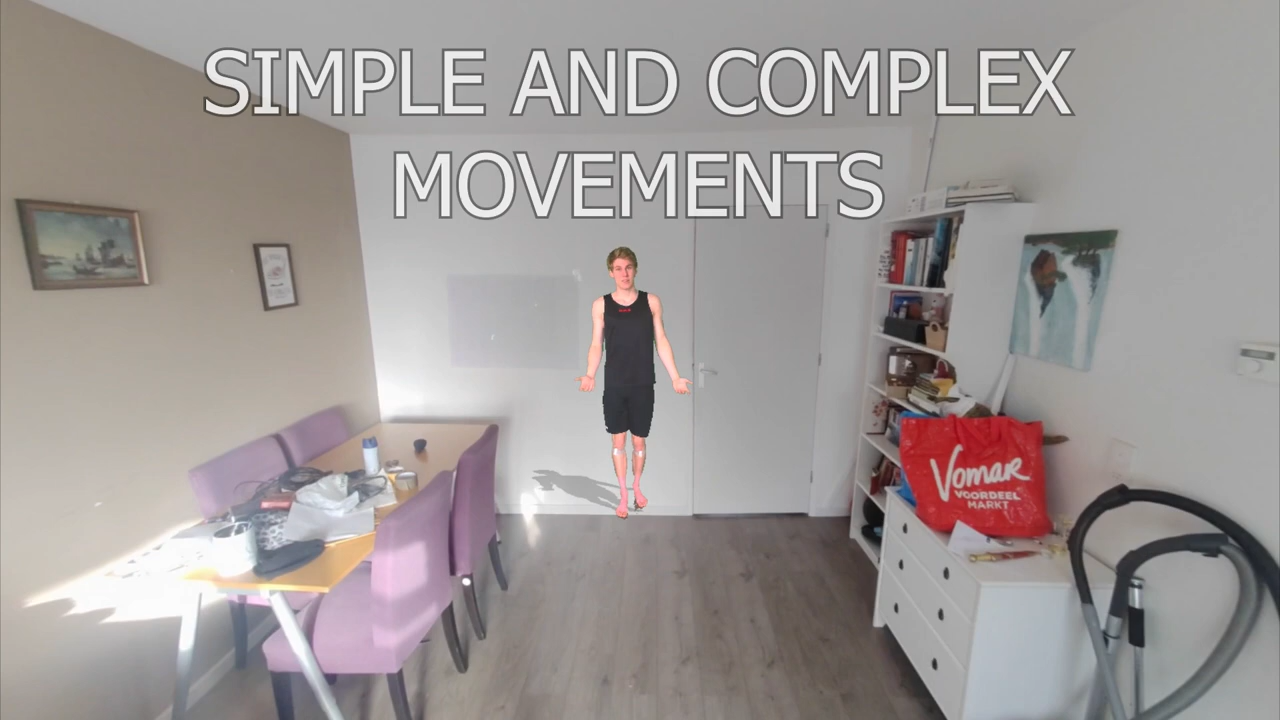 SIMPLE AND COMPLEX
MOVEMENTS
Vomar
VOORDEEL
MARKT